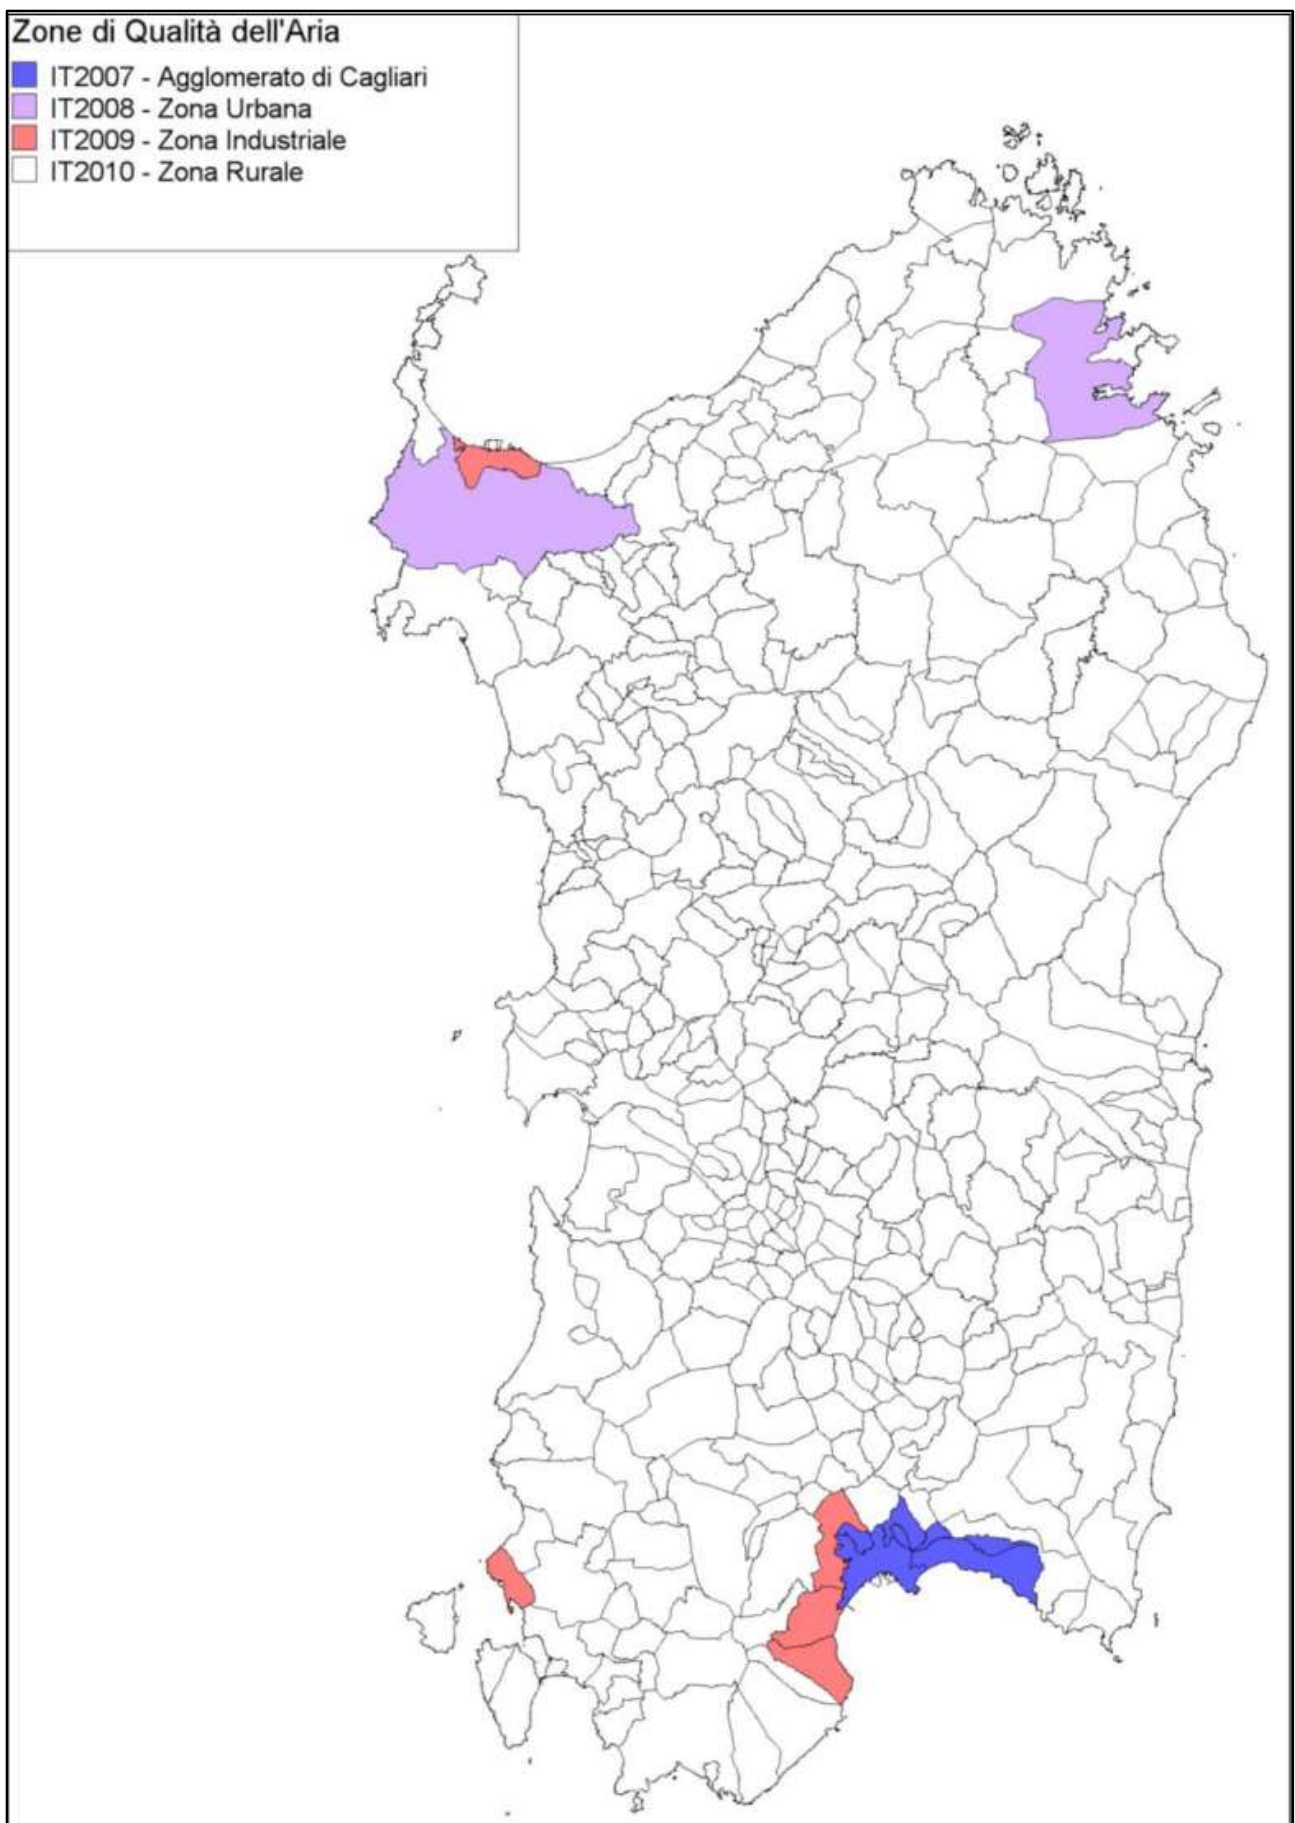 Zone di Qualità dell'Aria
IT2007 - Agglomerato di Cagliari
IT2008 - Zona Urbana
IT2009 - Zona Industriale
IT2010 - Zona Rurale